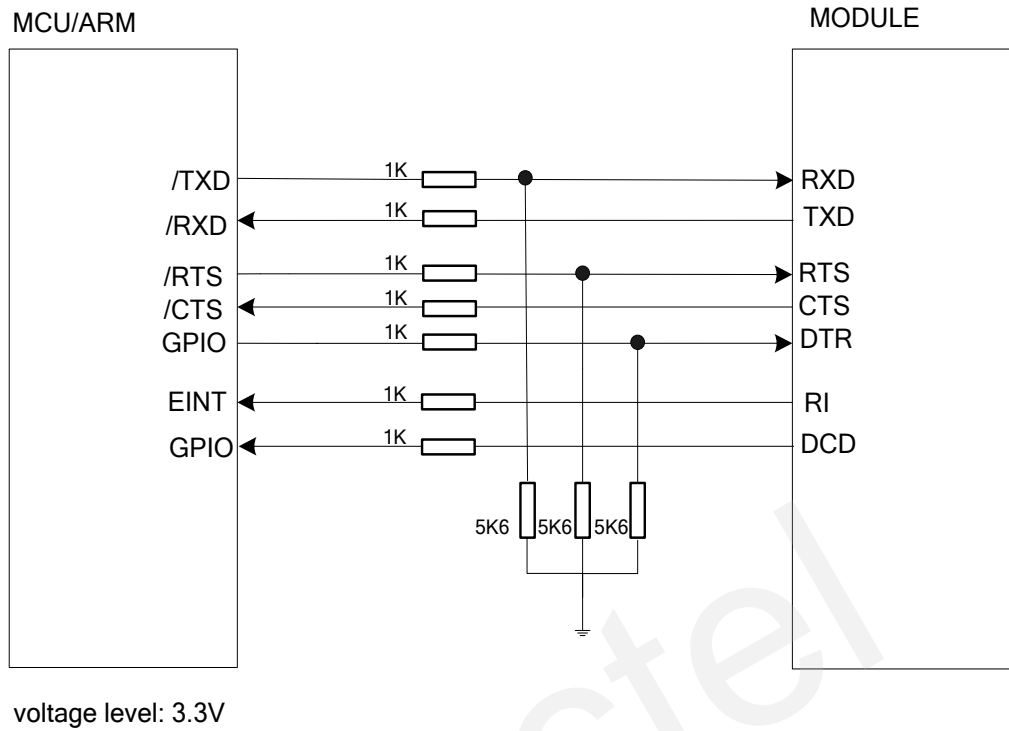 MCU/ARM
MODULE
/TXD 1K RXD
/RXD 1K TXD
/RTS 1K RTS
/CTS 1K CTS
GPIO 1K DTR
EINT 1K RI
GPIO 1K DCD
5K6 5K6 5K6
voltage level: 3.3V
ctel